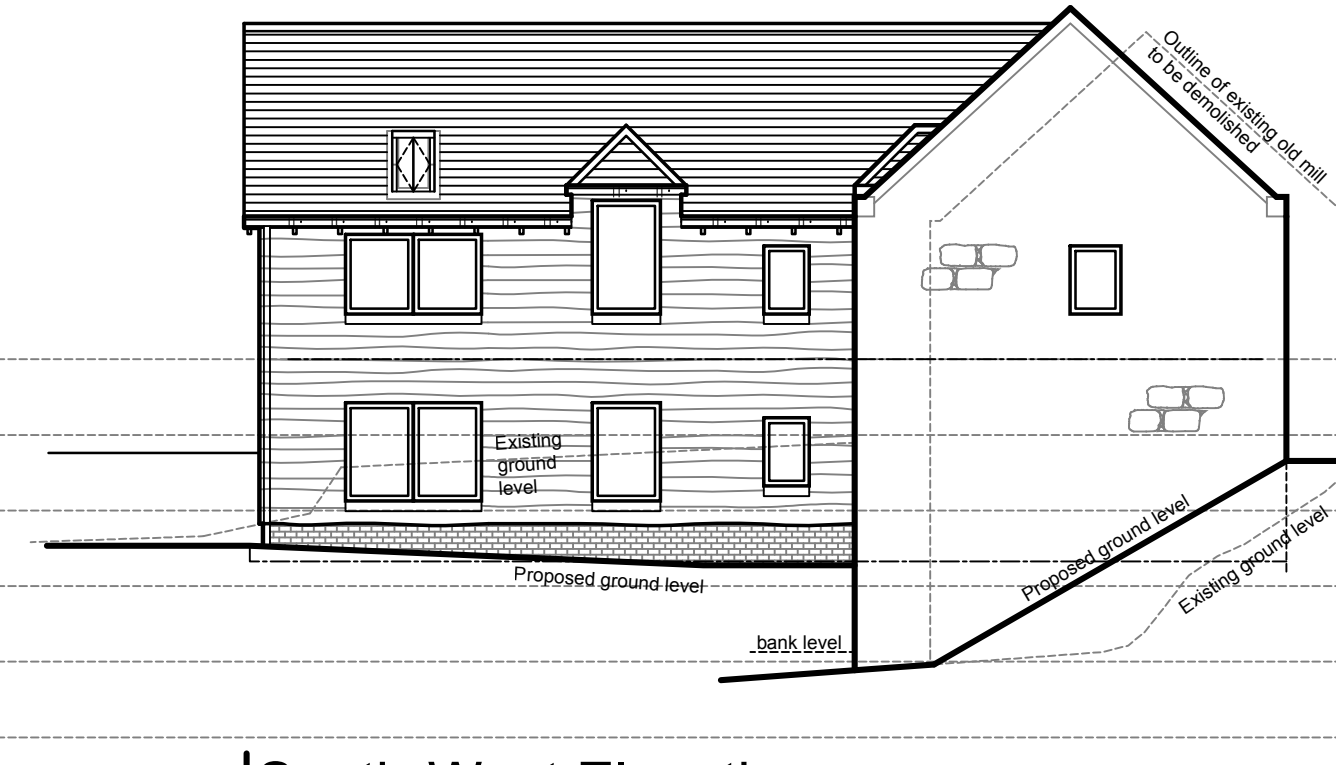 Outline of existing old mill
to be demolished
Existing
ground
level
Proposed ground level
Proposed ground level
Existing ground level
bank level